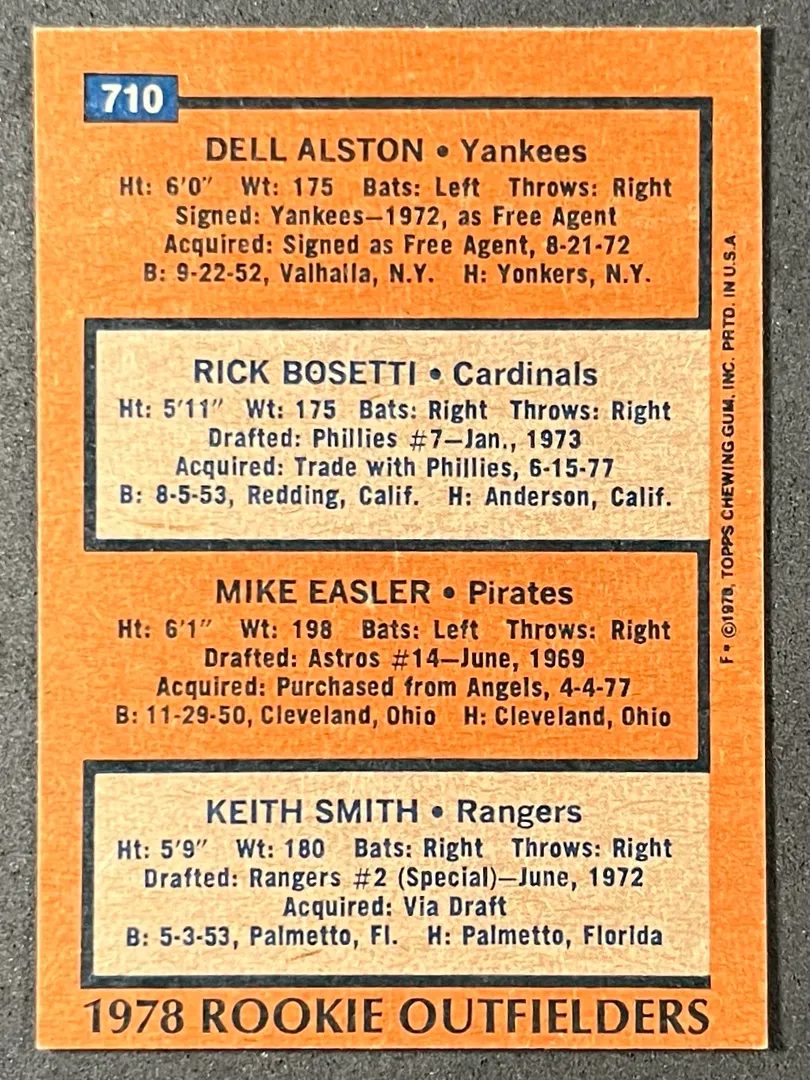 710
DELL ALSTON • Yankees
Ht: 6'0" Wt: 175 Bats: Left Throws: Right
Signed: Yankees—1972, as Free Agent
Acquired: Signed as Free Agent, 8-21-72
B: 9-22-52, Valhalla, N.Y. H: Yonkers, N.Y.
RICK BOSETTI • Cardinals
Ht: 5'11" Wt: 175 Bats: Right Throws: Right
Drafted: Phillies #7—Jan., 1973
Acquired: Trade with Phillies, 6-15-77
B: 8-5-53, Redding, Calif. H: Anderson, Calif.
MIKE EASLER • Pirates
Ht: 6'1" Wt: 198 Bats: Left Throws: Right
Drafted: Astros #14—June, 1969
Acquired: Purchased from Angels, 4-4-77
B: 11-29-50, Cleveland, Ohio H: Cleveland, Ohio
KEITH SMITH • Rangers
Ht: 5'9" Wt: 180 Bats: Right Throws: Right
Drafted: Rangers #2 (Special)—June, 1972
Acquired: Via Draft
B: 5-3-53, Palmetto, Fl. H: Palmetto, Florida
1978 ROOKIE OUTFIELDERS
F• ©1978, TOPPS CHEWING GUM, INC. PRTD. IN U.S.A